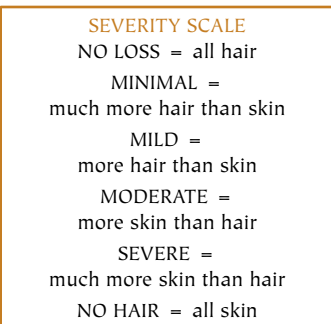 SEVERITY SCALE
NO LOSS = all hair
MINIMAL =
much more hair than skin
MILD =
more hair than skin
MODERATE =
more skin than hair
SEVERE =
much more skin than hair
NO HAIR = all skin